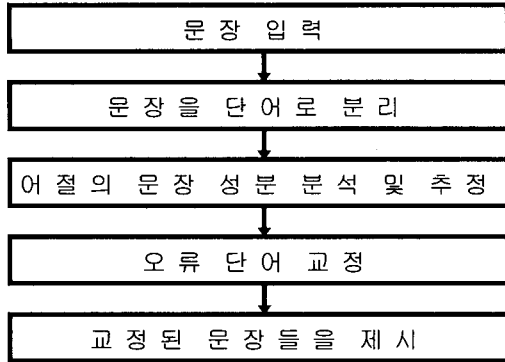 문장 입력
문장을 단어로 분리
어절의 문장 성분 분석 및 추정
오류 단어 교정
교정된 문장들을 제시